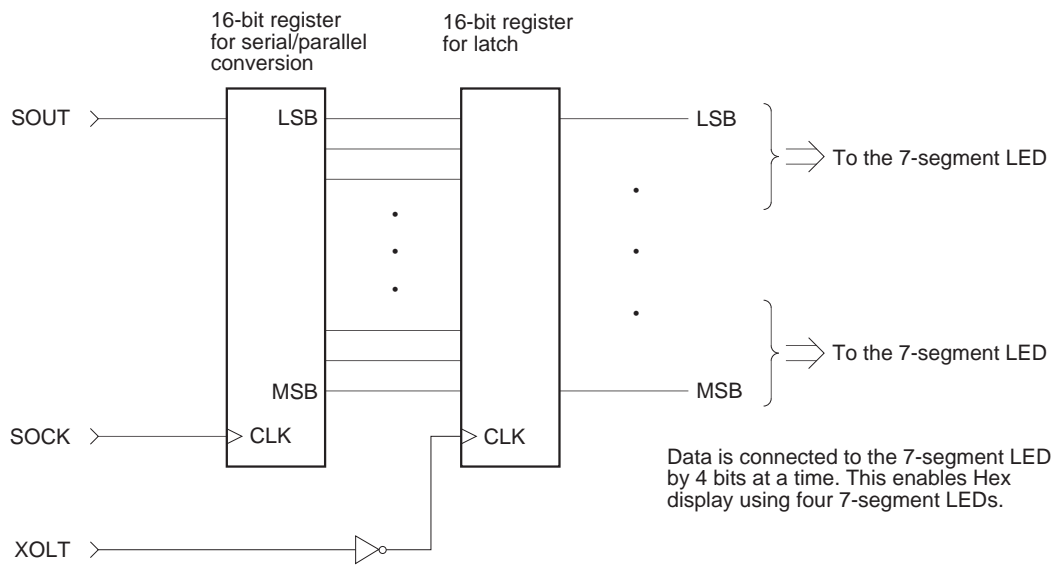 16-bit register
for serial/parallel
conversion
16-bit register
for latch
SOUT
LSB
LSB
To the 7-segment LED
To the 7-segment LED
MSB
MSB
SOCK
CLK
CLK
Data is connected to the 7-segment LED
by 4 bits at a time. This enables Hex
display using four 7-segment LEDs.
XOLT